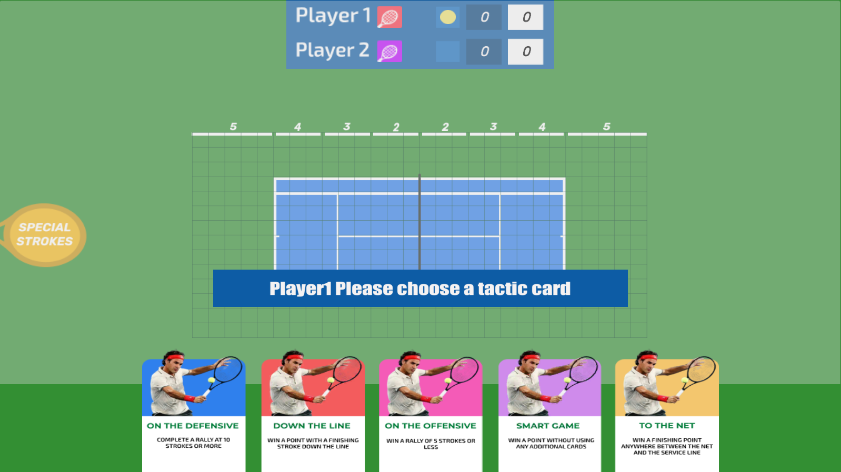 Player 1 0 0
Player 2 0 0
5 4 3 2 2 3 4 5
SPECIAL
STROKES
Player1 Please choose a tactic card
ON THE DEFENSIVE
COMPLETE A RALLY AT 10
STROKES OR MORE
DOWN THE LINE
WIN A POINT WITH A FINISHING
STROKE DOWN THE LINE
ON THE OFFENSIVE
WIN A RALLY OF 5 STROKES OR
LESS
SMART GAME
WIN A POINT WITHOUT USING
ANY ADDITIONAL CARDS
TO THE NET
WIN A FINISHING POINT
ANYWHERE BETWEEN THE NET
AND THE SERVICE LINE